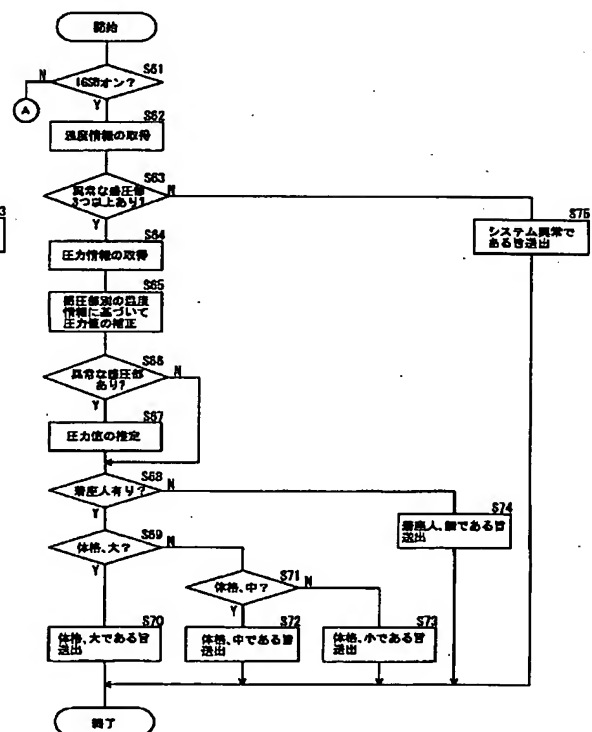 開始
S61
IGSWオン?
N
A
Y
S62
温度情報の取得
S63
異常な感圧部
3つ以上あり?
N
Y
3
S75
システム異常で
ある旨送出
S64
圧力情報の取得
S65
感圧部別の温度
情報に基づいて
圧力値の補正
S66
異常な感圧部
あり?
N
Y
S67
圧力値の推定
S68
着座人有り?
N
Y
S74
着座人、無である旨
送出
S69
体格、大?
N
Y
S71
体格、中?
N
Y
S70
体格、大である旨
送出
S72
体格、中である旨
送出
S73
体格、小である旨
送出
終了